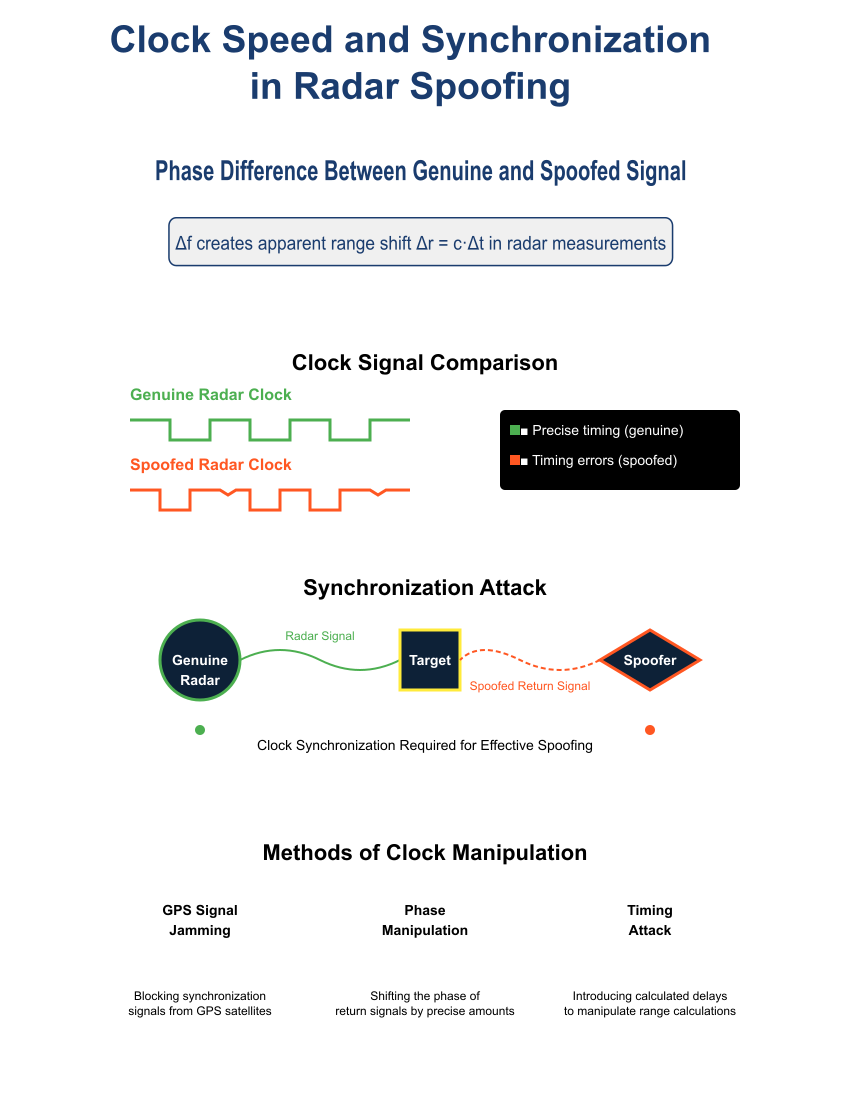 Clock Speed and Synchronization
in Radar Spoofing
Phase Difference Between Genuine and Spoofed Signal
Δf creates apparent range shift Δr = c·Δt in radar measurements
Clock Signal Comparison
Genuine Radar Clock
Spoofed Radar Clock
■ Precise timing (genuine)
■ Timing errors (spoofed)
Synchronization Attack
Genuine
Radar
Radar Signal
Target
Spoofed Return Signal
Spoofer
Clock Synchronization Required for Effective Spoofing
Methods of Clock Manipulation
GPS Signal
Jamming
Phase
Manipulation
Timing
Attack
Blocking synchronization
signals from GPS satellites
Shifting the phase of
return signals by precise amounts
Introducing calculated delays
to manipulate range calculations